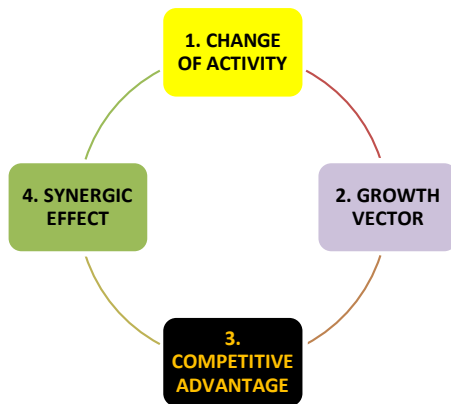 1. CHANGE
OF ACTIVITY
2. GROWTH
VECTOR
3.
COMPETITIVE
ADVANTAGE
4. SYNERGIC
EFFECT